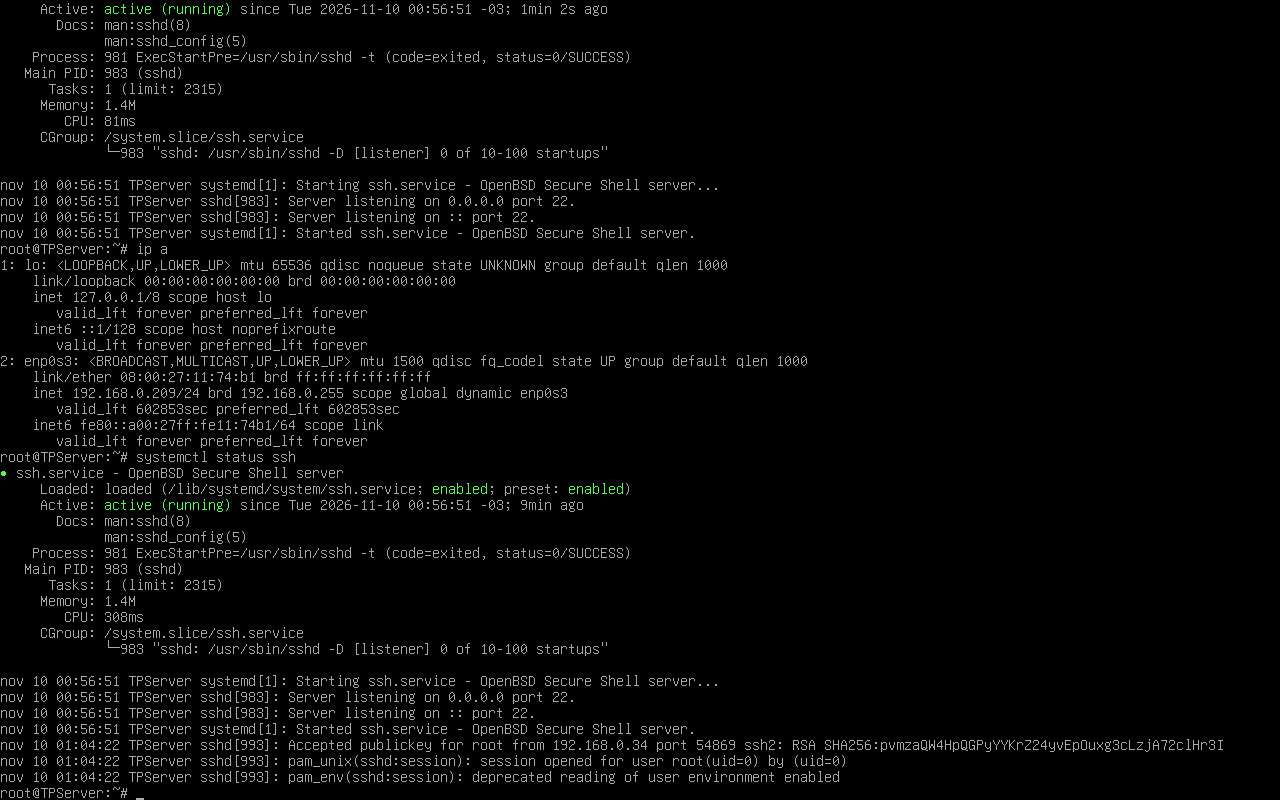 Active: active (running) since Tue 2026-11-10 00:56:51 -03; 1min 2s ago
       Docs: man:sshd(8)
             man:sshd_config(5)
    Process: 981 ExecStartPre=/usr/sbin/sshd -t (code=exited, status=0/SUCCESS)
   Main PID: 983 (sshd)
      Tasks: 1 (limit: 2315)
     Memory: 1.4M
        CPU: 81ms
     CGroup: /system.slice/ssh.service
             └─983 "sshd: /usr/sbin/sshd -D [listener] 0 of 10-100 startups"

nov 10 00:56:51 TPServer systemd[1]: Starting ssh.service - OpenBSD Secure Shell server...
nov 10 00:56:51 TPServer sshd[983]: Server listening on 0.0.0.0 port 22.
nov 10 00:56:51 TPServer sshd[983]: Server listening on :: port 22.
nov 10 00:56:51 TPServer systemd[1]: Started ssh.service - OpenBSD Secure Shell server.
root@TPServer:~# ip a
1: lo: <LOOPBACK,UP,LOWER_UP> mtu 65536 qdisc noqueue state UNKNOWN group default qlen 1000
    link/loopback 00:00:00:00:00:00 brd 00:00:00:00:00:00
    inet 127.0.0.1/8 scope host lo
       valid_lft forever preferred_lft forever
    inet6 ::1/128 scope host noprefixroute
       valid_lft forever preferred_lft forever
2: enp0s3: <BROADCAST,MULTICAST,UP,LOWER_UP> mtu 1500 qdisc fq_codel state UP group default qlen 1000
    link/ether 08:00:27:11:74:b1 brd ff:ff:ff:ff:ff:ff
    inet 192.168.0.209/24 brd 192.168.0.255 scope global dynamic enp0s3
       valid_lft 602853sec preferred_lft 602853sec
    inet6 fe80::a00:27ff:fe11:74b1/64 scope link
       valid_lft forever preferred_lft forever
root@TPServer:~# systemctl status ssh
● ssh.service - OpenBSD Secure Shell server
     Loaded: loaded (/lib/systemd/system/ssh.service; enabled; preset: enabled)
     Active: active (running) since Tue 2026-11-10 00:56:51 -03; 9min ago
       Docs: man:sshd(8)
             man:sshd_config(5)
    Process: 981 ExecStartPre=/usr/sbin/sshd -t (code=exited, status=0/SUCCESS)
   Main PID: 983 (sshd)
      Tasks: 1 (limit: 2315)
     Memory: 1.4M
        CPU: 308ms
     CGroup: /system.slice/ssh.service
             └─983 "sshd: /usr/sbin/sshd -D [listener] 0 of 10-100 startups"

nov 10 00:56:51 TPServer systemd[1]: Starting ssh.service - OpenBSD Secure Shell server...
nov 10 00:56:51 TPServer sshd[983]: Server listening on 0.0.0.0 port 22.
nov 10 00:56:51 TPServer sshd[983]: Server listening on :: port 22.
nov 10 00:56:51 TPServer systemd[1]: Started ssh.service - OpenBSD Secure Shell server.
nov 10 01:04:22 TPServer sshd[993]: Accepted publickey for root from 192.168.0.34 port 54869 ssh2: RSA SHA256:pvmzaQW4HpQGPyYYKrZ24yvEpOuxg3cLzjA72clHr3I
nov 10 01:04:22 TPServer sshd[993]: pam_unix(sshd:session): session opened for user root(uid=0) by (uid=0)
nov 10 01:04:22 TPServer sshd[993]: pam_env(sshd:session): deprecated reading of user environment enabled
root@TPServer:~# _